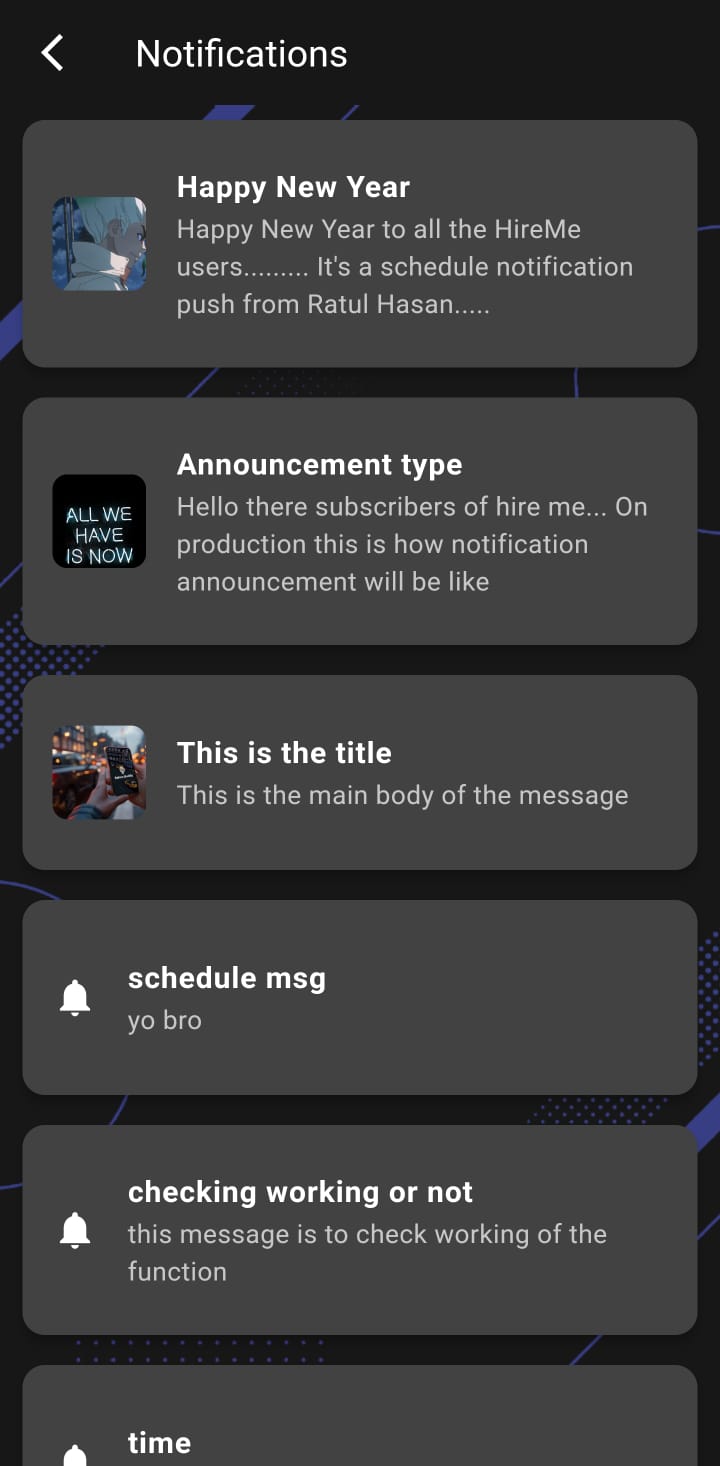 Notifications
Happy New Year
Happy New Year to all the HireMe
users......... It's a schedule notification
push from Ratul Hasan.....
Announcement type
Hello there subscribers of hire me... On
production this is how notification
announcement will be like
ALL WE
HAVE
IS NOW
This is the title
This is the main body of the message
schedule msg
yo bro
checking working or not
this message is to check working of the
function
time